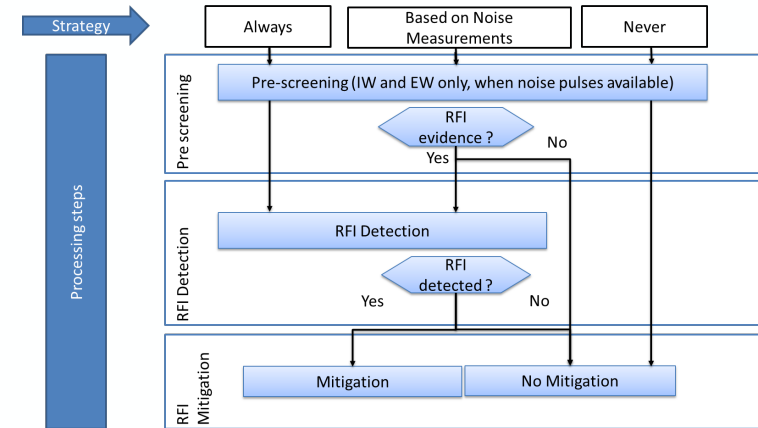 Strategy
Always
Based on Noise
Measurements
Never
Processing steps
Pre screening
Pre-screening (IW and EW only, when noise pulses available)
RFI
evidence ?
No
Yes
RFI Detection
RFI Detection
RFI
detected ?
Yes
No
RFI
Mitigation
Mitigation
No Mitigation